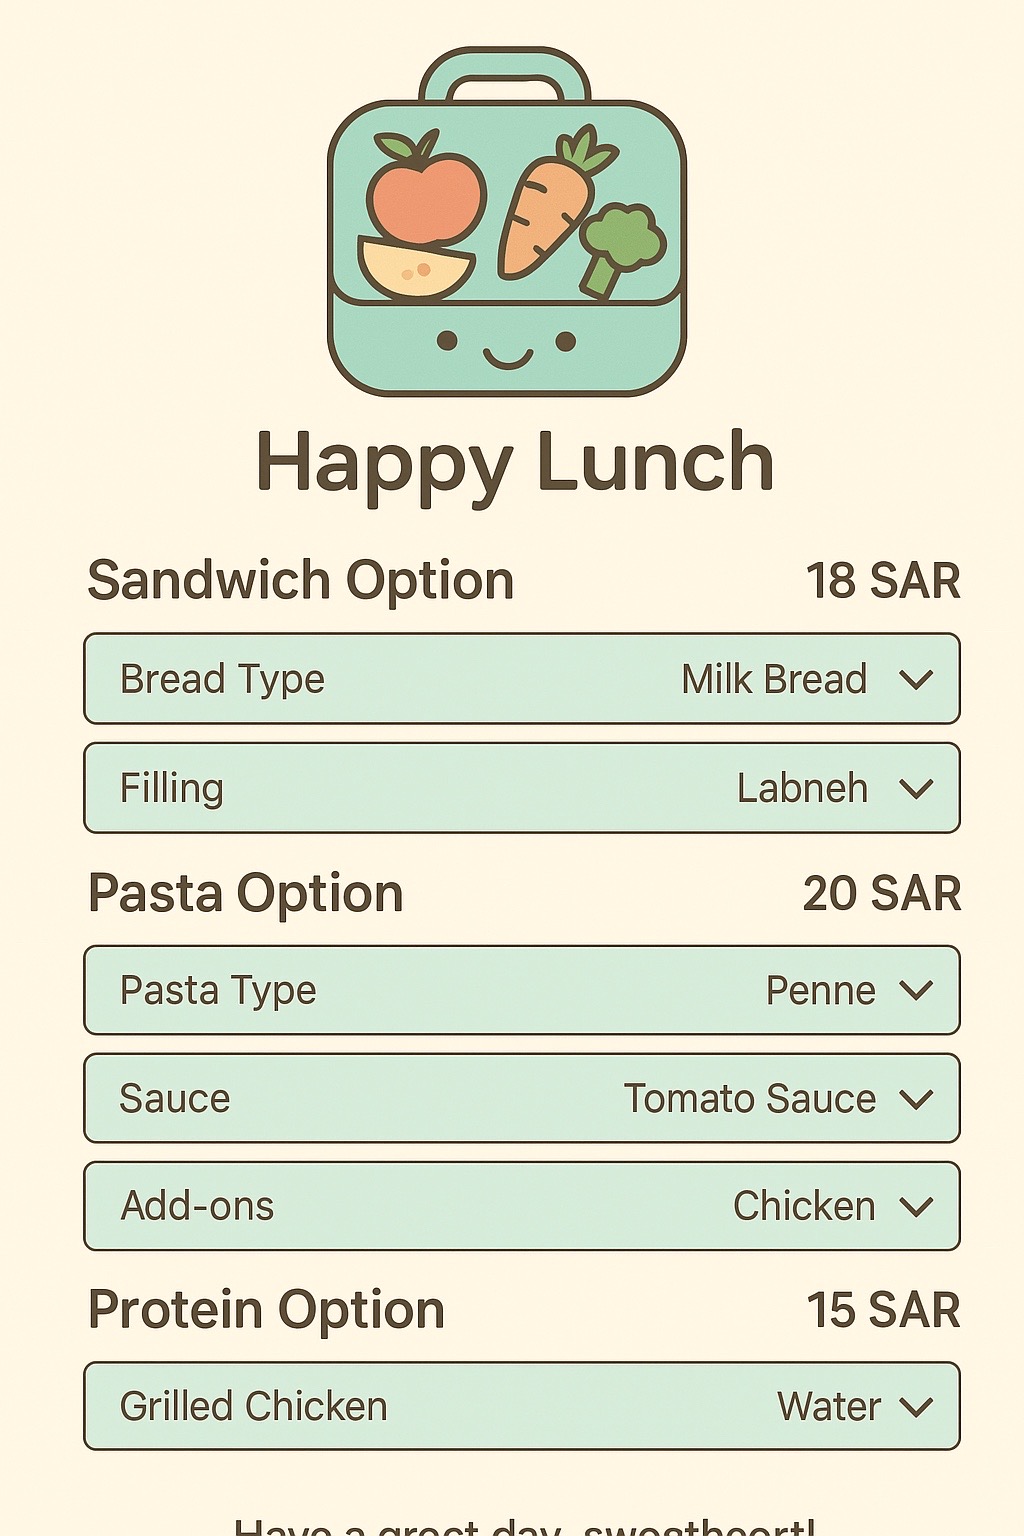 Happy Lunch
Sandwich Option 18 SAR
Bread Type Milk Bread
Filling Labneh
Pasta Option 20 SAR
Pasta Type Penne
Sauce Tomato Sauce
Add-ons Chicken
Protein Option 15 SAR
Grilled Chicken Water
Have a great day,